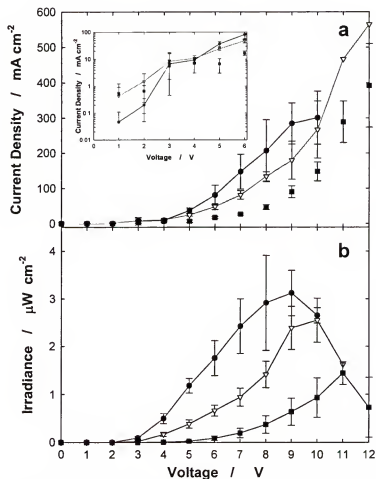 a
Current Density / mA cm-2
600
500
400
300
200
100
0
Current Density / mA cm-2
100
10
1
0.1
0.01
0 1 2 3 4 5 6
Voltage / V
b
Irradiance / µW cm-2
4
3
2
1
0
0 1 2 3 4 5 6 7 8 9 10 11 12
Voltage / V